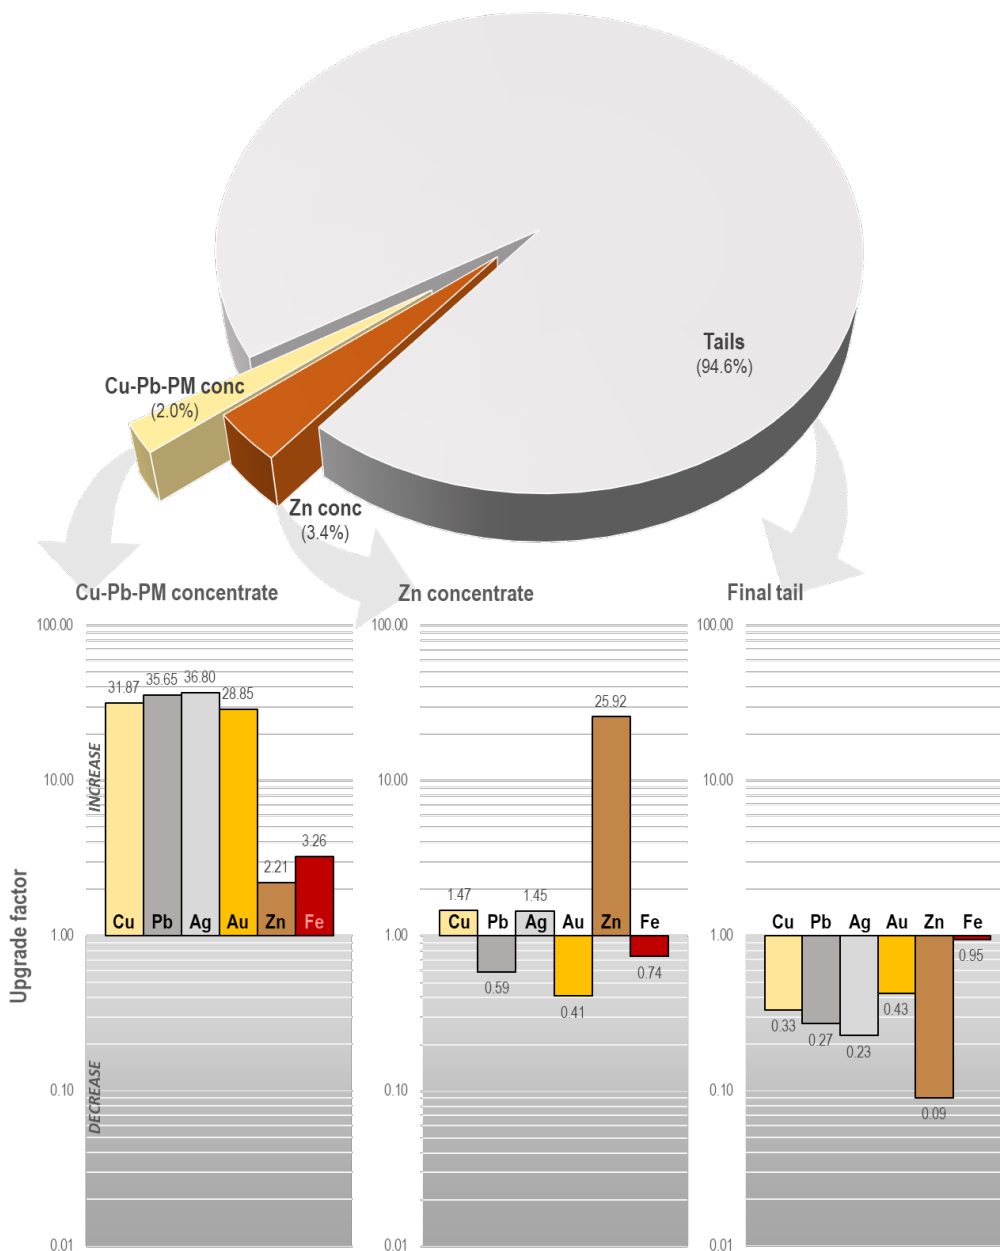 Tails
(94.6%)
Cu-Pb-PM conc
(2.0%)
Zn conc
(3.4%)
Cu-Pb-PM concentrate
Zn concentrate
Final tail
Upgrade factor
INCREASE
DECREASE
100.00
10.00
1.00
0.10
0.01
31.87
35.65
36.80
28.85
2.21
3.26
Cu
Pb
Ag
Au
Zn
Fe
100.00
10.00
1.00
0.10
0.01
1.47
0.59
1.45
0.41
25.92
0.74
Cu
Pb
Ag
Au
Zn
Fe
100.00
10.00
1.00
0.10
0.01
Cu
Pb
Ag
Au
Zn
Fe
0.33
0.27
0.23
0.43
0.09
0.95